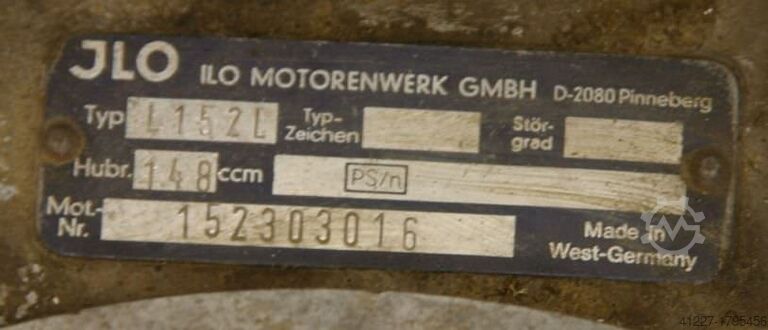 JLO ILO MOTORENWERK GMBH D-2080 Pinneberg
Typ L152L Typ-Zeichen Stör-grad
Hubr. 148 ccm PS/n
Mot.-Nr. 152303016 Made in West-Germany
41227-1795456